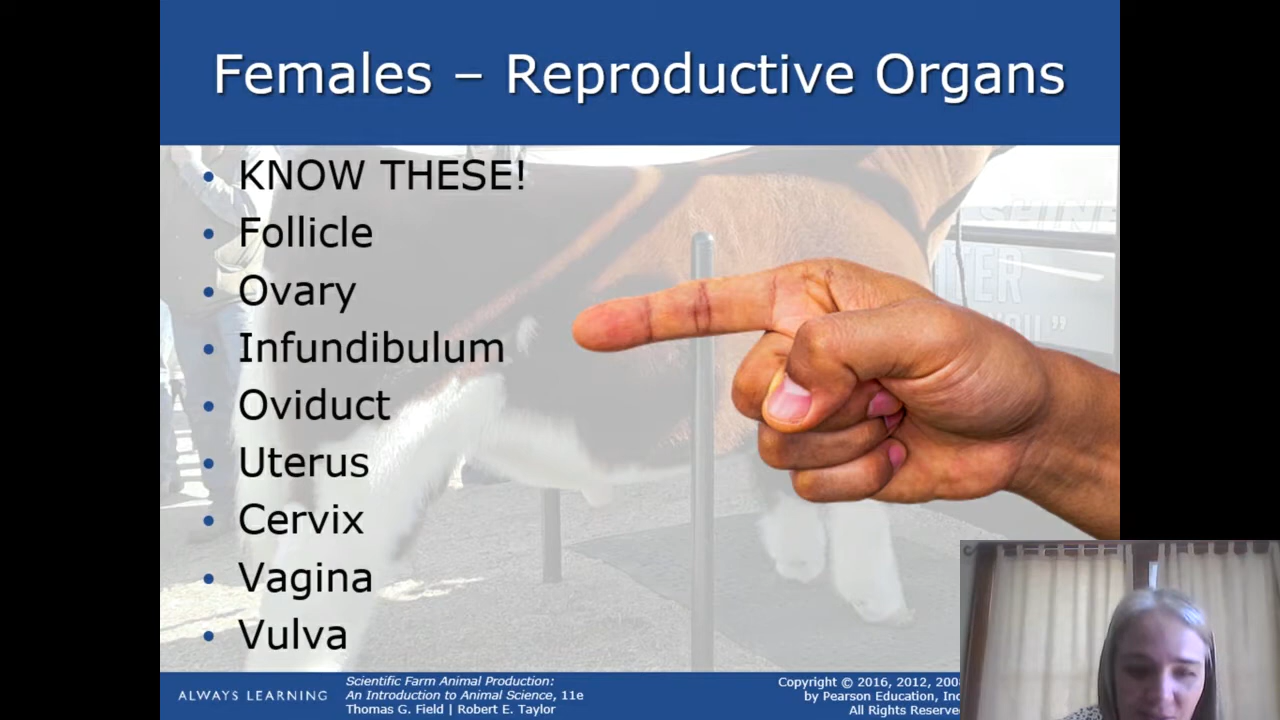 Females – Reproductive Organs
• KNOW THESE!
• Follicle
• Ovary
• Infundibulum
• Oviduct
• Uterus
• Cervix
• Vagina
• Vulva
ALWAYS LEARNING
Scientific Farm Animal Production:
An Introduction to Animal Science, 11e
Thomas G. Field | Robert E. Taylor
Copyright © 2016, 2012,
by Pearson Education,
All Rights